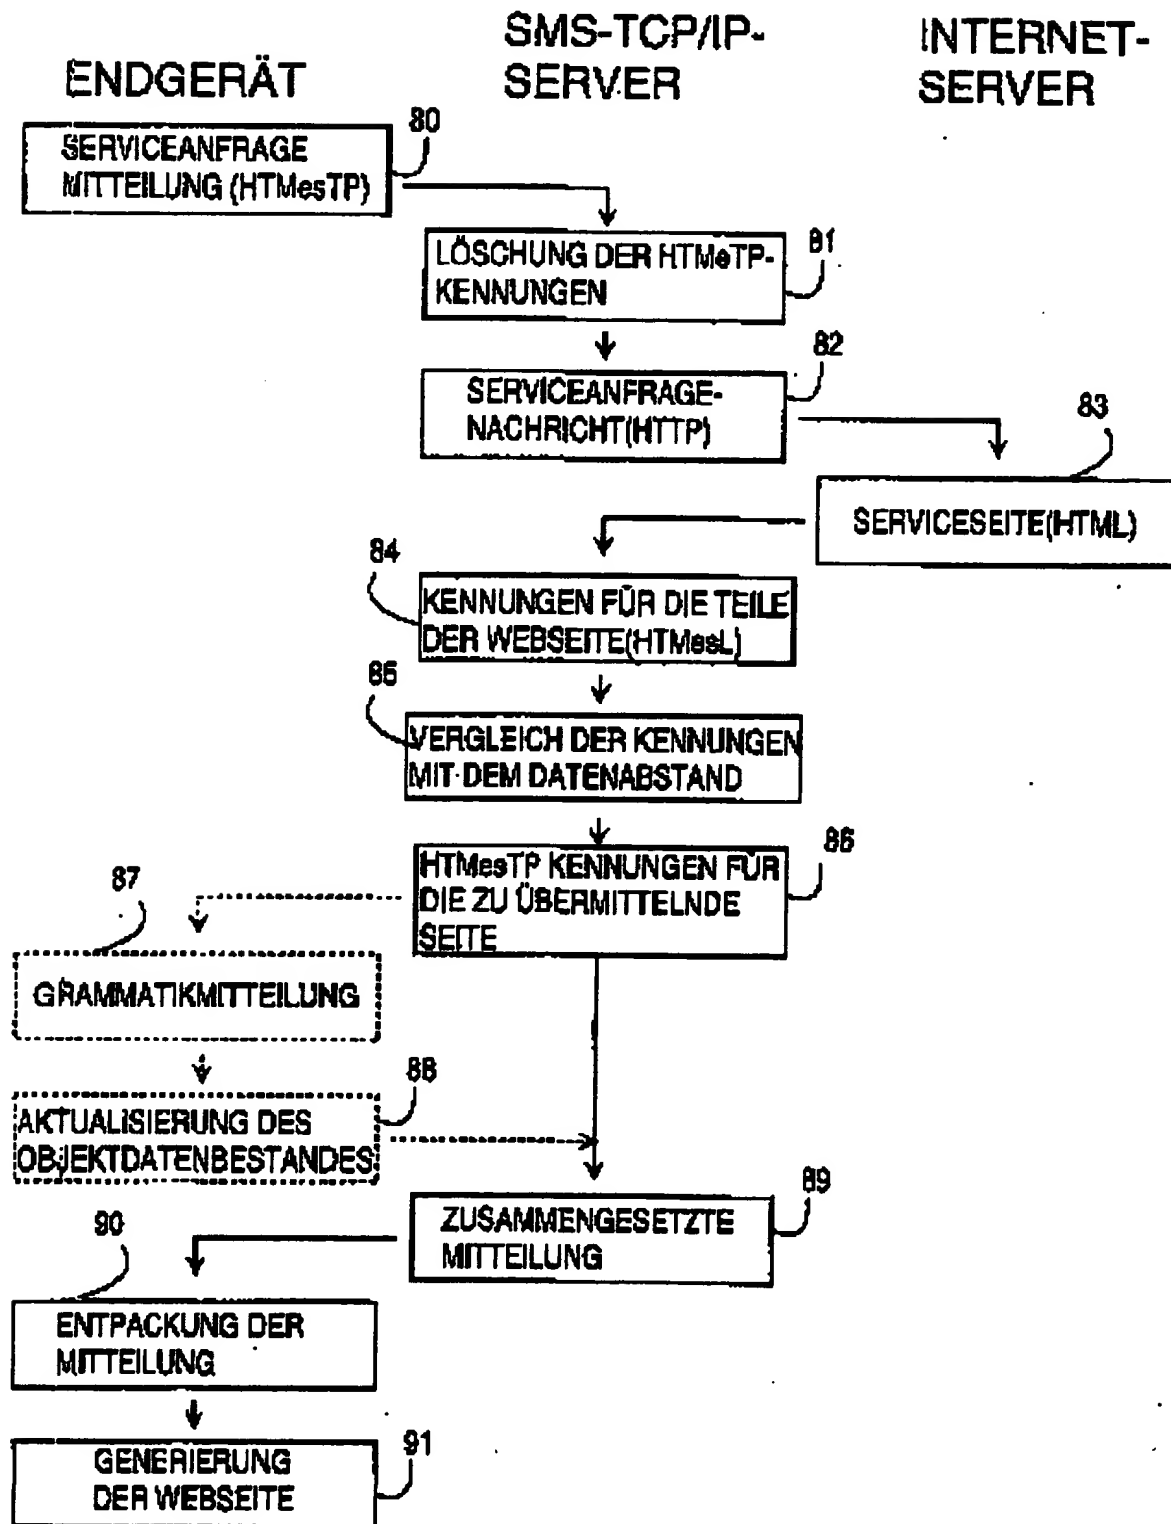 ENDGERÄT
SMS-TCP/IP-
SERVER
INTERNET-
SERVER
80
SERVICEANFRAGE
MITTEILUNG (HTMesTP)
81
LÖSCHUNG DER HTMeTP-
KENNUNGEN
82
SERVICEANFRAGE-
NACHRICHT(HTTP)
83
SERVICESEITE(HTML)
84
KENNUNGEN FÜR DIE TEILE
DER WEBSEITE(HTMesL)
85
VERGLEICH DER KENNUNGEN
MIT DEM DATENABSTAND
86
HTMesTP KENNUNGEN FÜR
DIE ZU ÜBERMITTELNDE
SEITE
87
GRAMMATIKMITTEILUNG
88
AKTUALISIERUNG DES
OBJEKTDATENBESTANDES
89
ZUSAMMENGESETZTE
MITTEILUNG
90
ENTPACKUNG DER
MITTEILUNG
91
GENERIERUNG
DER WEBSEITE